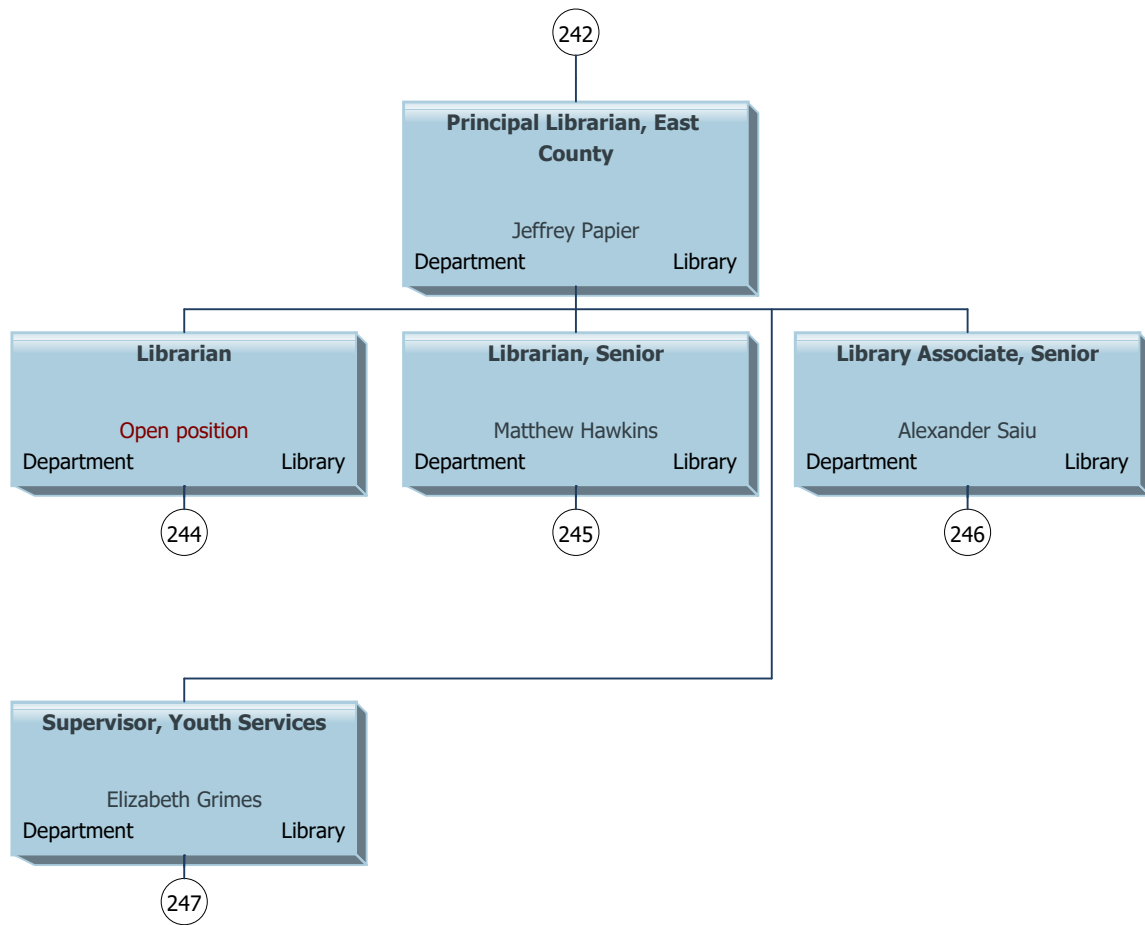 242
Principal Librarian, East
County
Jeffrey Papier
Department Library
Librarian
Open position
Department Library
244
Librarian, Senior
Matthew Hawkins
Department Library
245
Library Associate, Senior
Alexander Saiu
Department Library
246
Supervisor, Youth Services
Elizabeth Grimes
Department Library
247